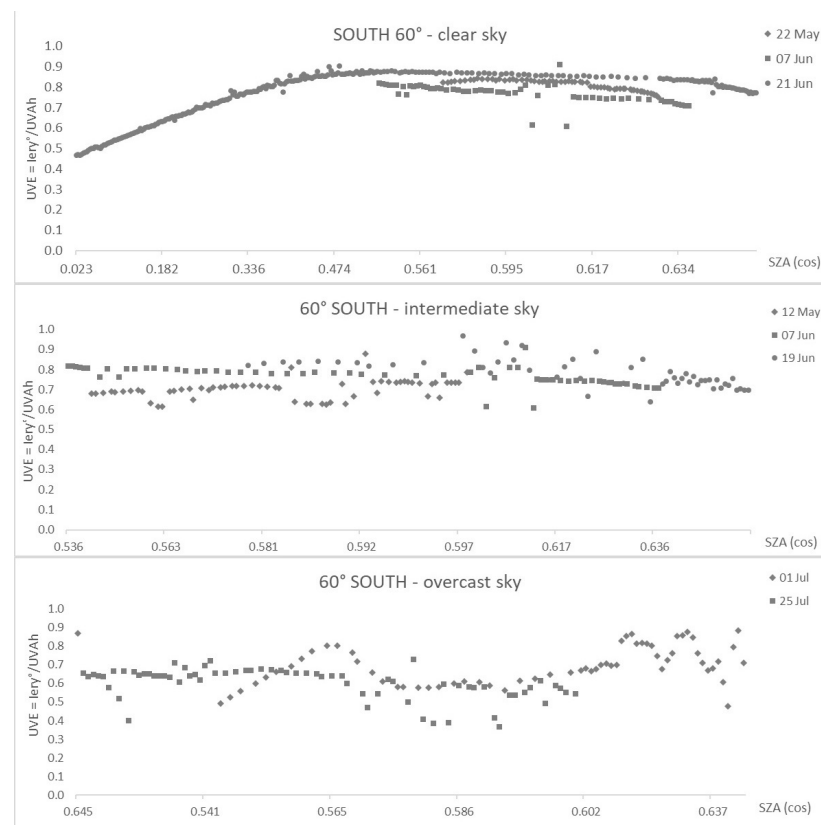 SOUTH 60° - clear sky
22 May
07 Jun
21 Jun
1.0
0.9
0.8
0.7
0.6
0.5
0.4
0.3
0.2
0.1
0.0
0.023 0.182 0.336 0.474 0.561 0.595 0.617 0.634 SZA (cos)
60° SOUTH - intermediate sky
12 May
07 Jun
19 Jun
1.0
0.9
0.8
0.7
0.6
0.5
0.4
0.3
0.2
0.1
0.0
0.536 0.563 0.581 0.592 0.597 0.617 0.636 SZA (cos)
60° SOUTH - overcast sky
01 Jul
25 Jul
UVE = Iery°/UVAh
1.0
0.9
0.8
0.7
0.6
0.5
0.4
0.3
0.2
0.1
0.0
0.645 0.541 0.565 0.586 0.602 0.637 SZA (cos)